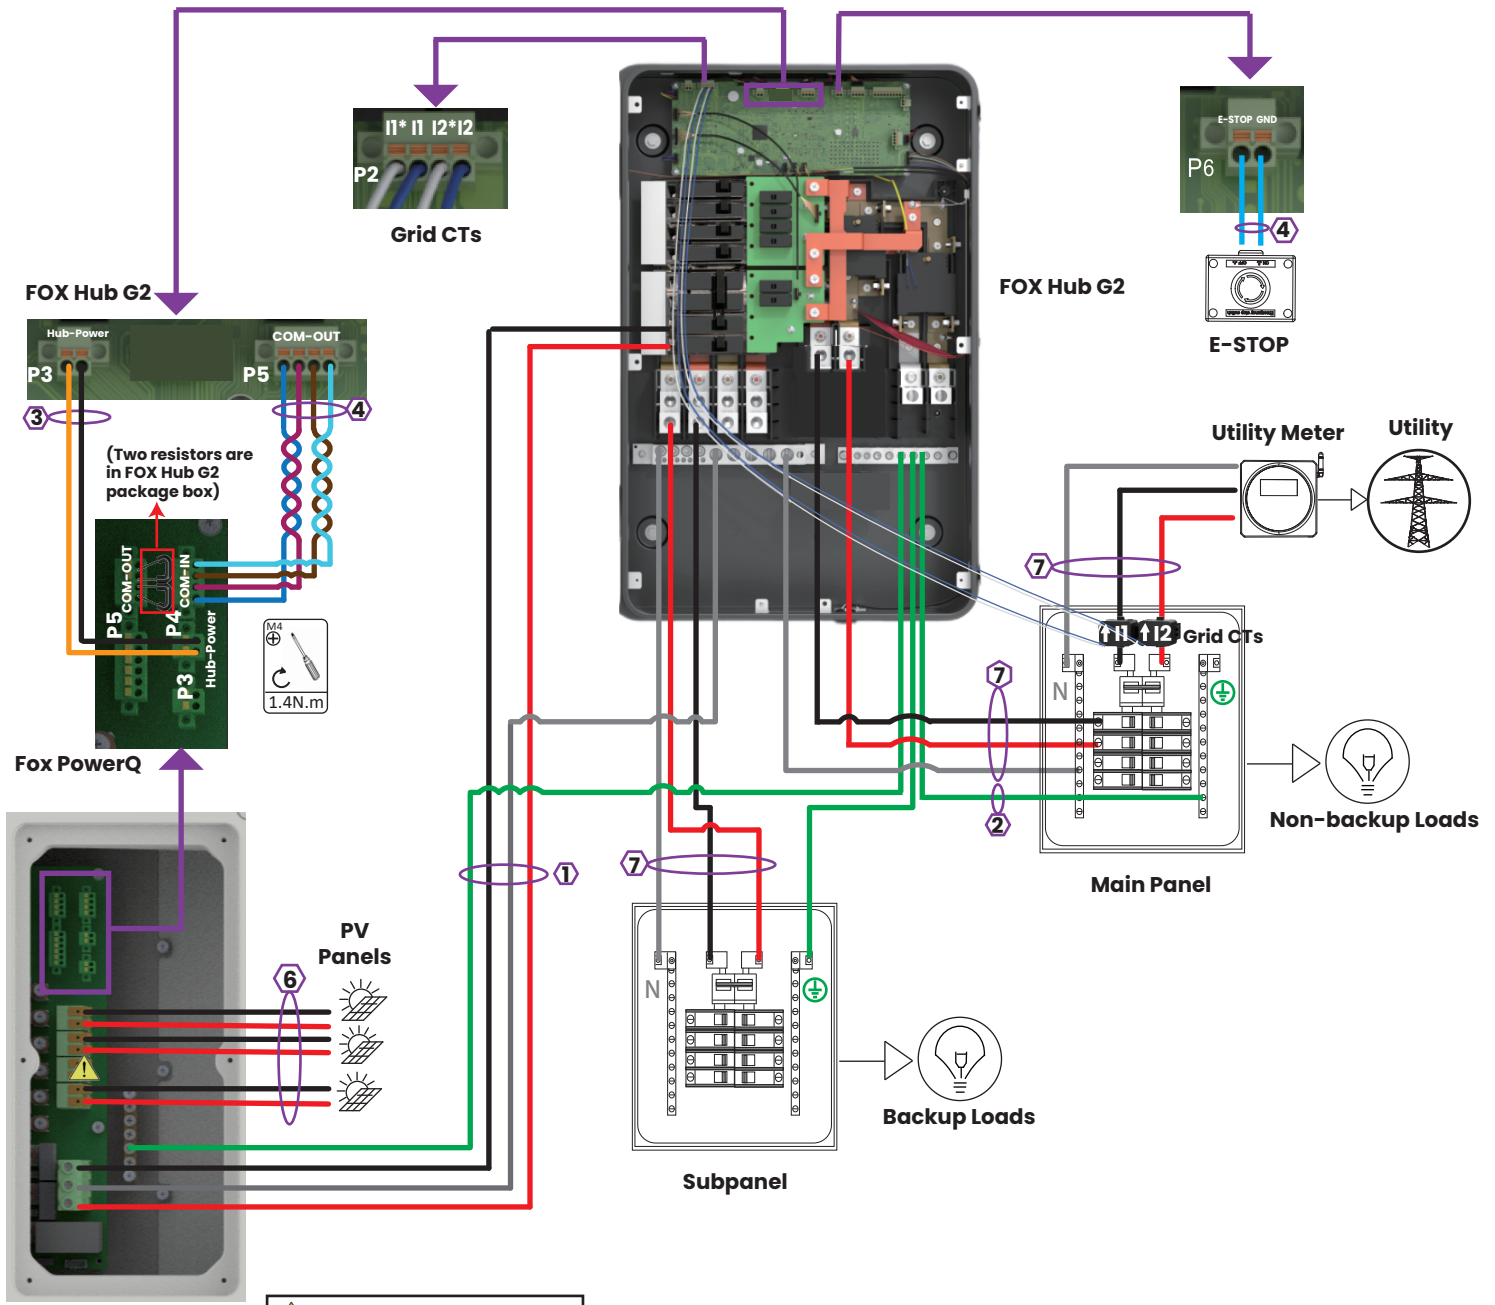 I1* I1 I2*I2
P2
Grid CTs
E-STOP GND
P6
4
E-STOP
FOX Hub G2
FOX Hub G2
Hub-Power
COM-OUT
P3
P5
3
4
(Two resistors are
in FOX Hub G2
package box)
COM-OUT
COM-IN
P5
P4
Hub-Power
P3
M4
1.4N.m
Fox PowerQ
Utility Meter
Utility
7
I1
I2
Grid CTs
N
7
2
Non-backup Loads
Main Panel
1
7
PV
Panels
6
N
Backup Loads
Subpanel